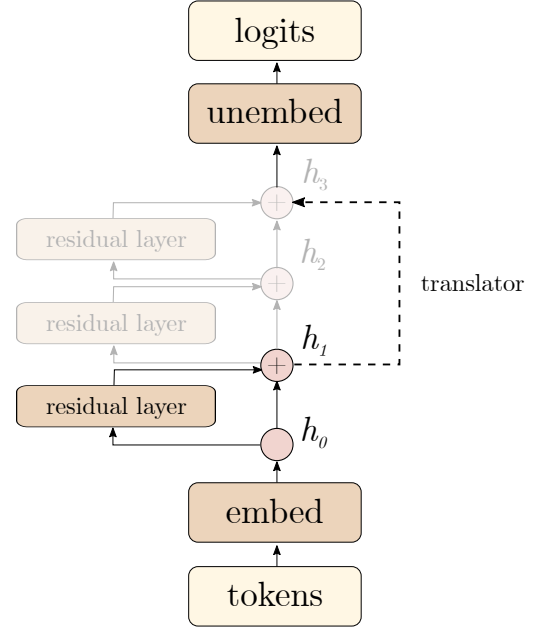 logits
unembed
h₃
residual layer
h₂
translator
residual layer
h₁
residual layer
h₀
embed
tokens